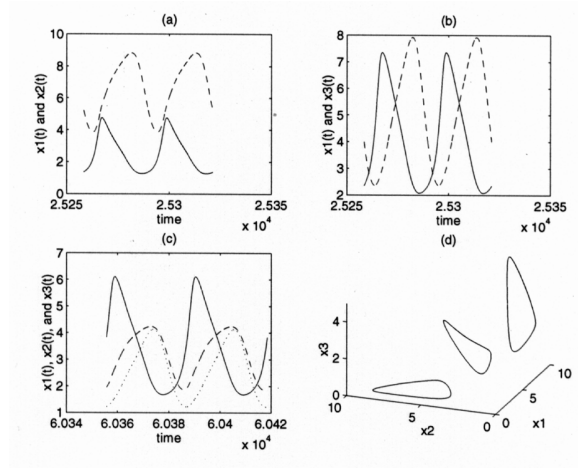 (a)
x1(t) and x2(t)
10
8
6
4
2
0
2.525
2.53
2.535
time
x 10^4
(b)
x1(t) and x3(t)
8
7
6
5
4
3
2
2.525
2.53
2.535
time
x 10^4
(c)
x1(t), x2(t), and x3(t)
7
6
5
4
3
2
1
6.034
6.036
6.038
6.04
6.042
time
x 10^4
(d)
x3
4
2
0
10
5
0
x2
0
5
10
x1